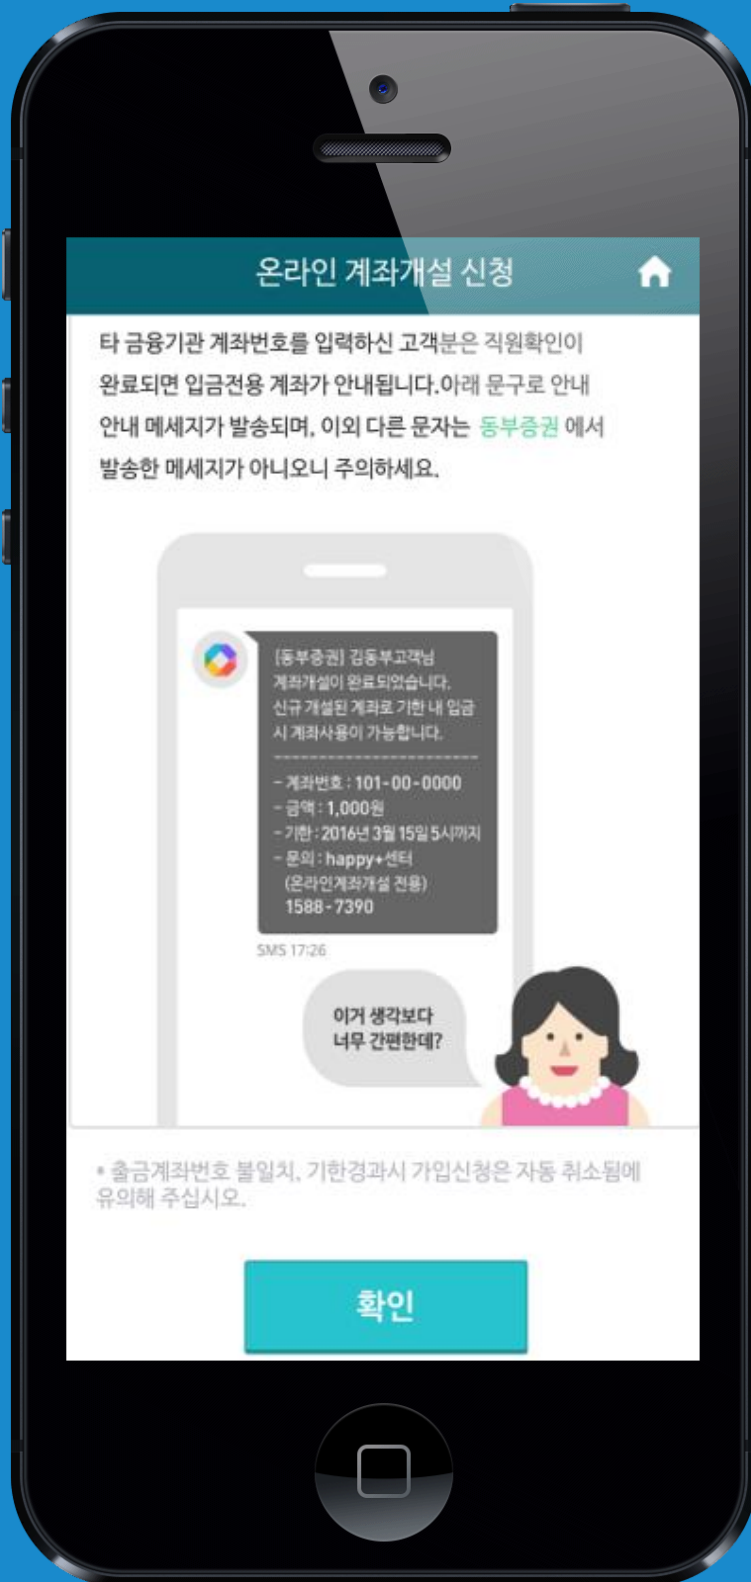 온라인 계좌개설 신청
타 금융기관 계좌번호를 입력하신 고객분은 직원확인이
완료되면 입금전용 계좌가 안내됩니다.아래 문구로 안내
안내 메세지가 발송되며, 이외 다른 문자는 동부증권 에서
발송한 메세지가 아니오니 주의하세요.
[동부증권] 김동부고객님
계좌개설이 완료되었습니다.
신규 개설된 계좌로 기한 내 입금
시 계좌사용이 가능합니다.
- 계좌번호 : 101-00-0000
- 금액 : 1,000원
- 기한 : 2016년 3월 15일 5시까지
- 문의 : happy+센터
(온라인계좌개설 전용)
1588-7390
SMS 17:26
이거 생각보다
너무 간편한데?
* 출금계좌번호 불일치, 기한경과시 가입신청은 자동 취소됨에
유의해 주십시오.
확인